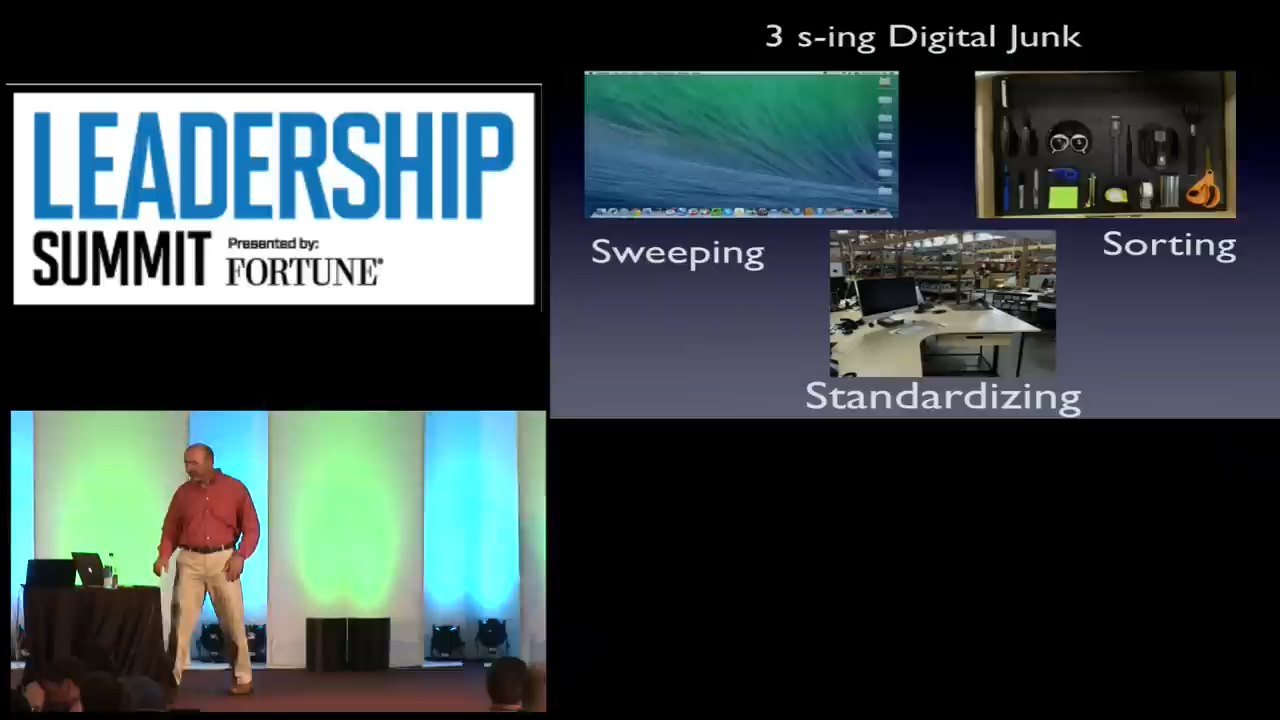 LEADERSHIP
SUMMIT
Presented by:
FORTUNE®
3 s-ing Digital Junk
Sweeping
Sorting
Standardizing